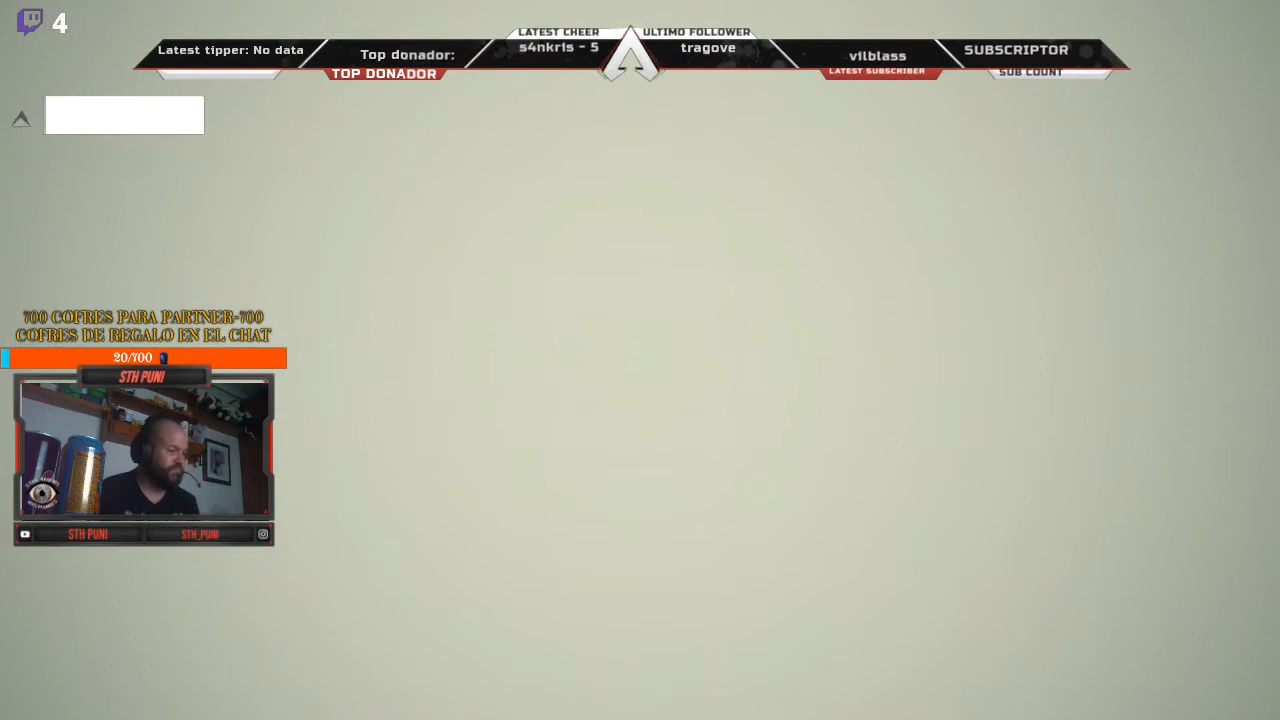 4
LATEST CHEER
ULTIMO FOLLOWER
Latest tipper: No data
Top donador:
s4nkris - 5
tragove
vilblass
SUBSCRIPTOR
TOP DONADOR
LATEST SUBSCRIBER
SUB COUNT
700 COFRES PARA PARTNER-700
COFRES DE REGALO EN EL CHAT
20/700
STH PUNI
STH PUNI
STH_PUNI